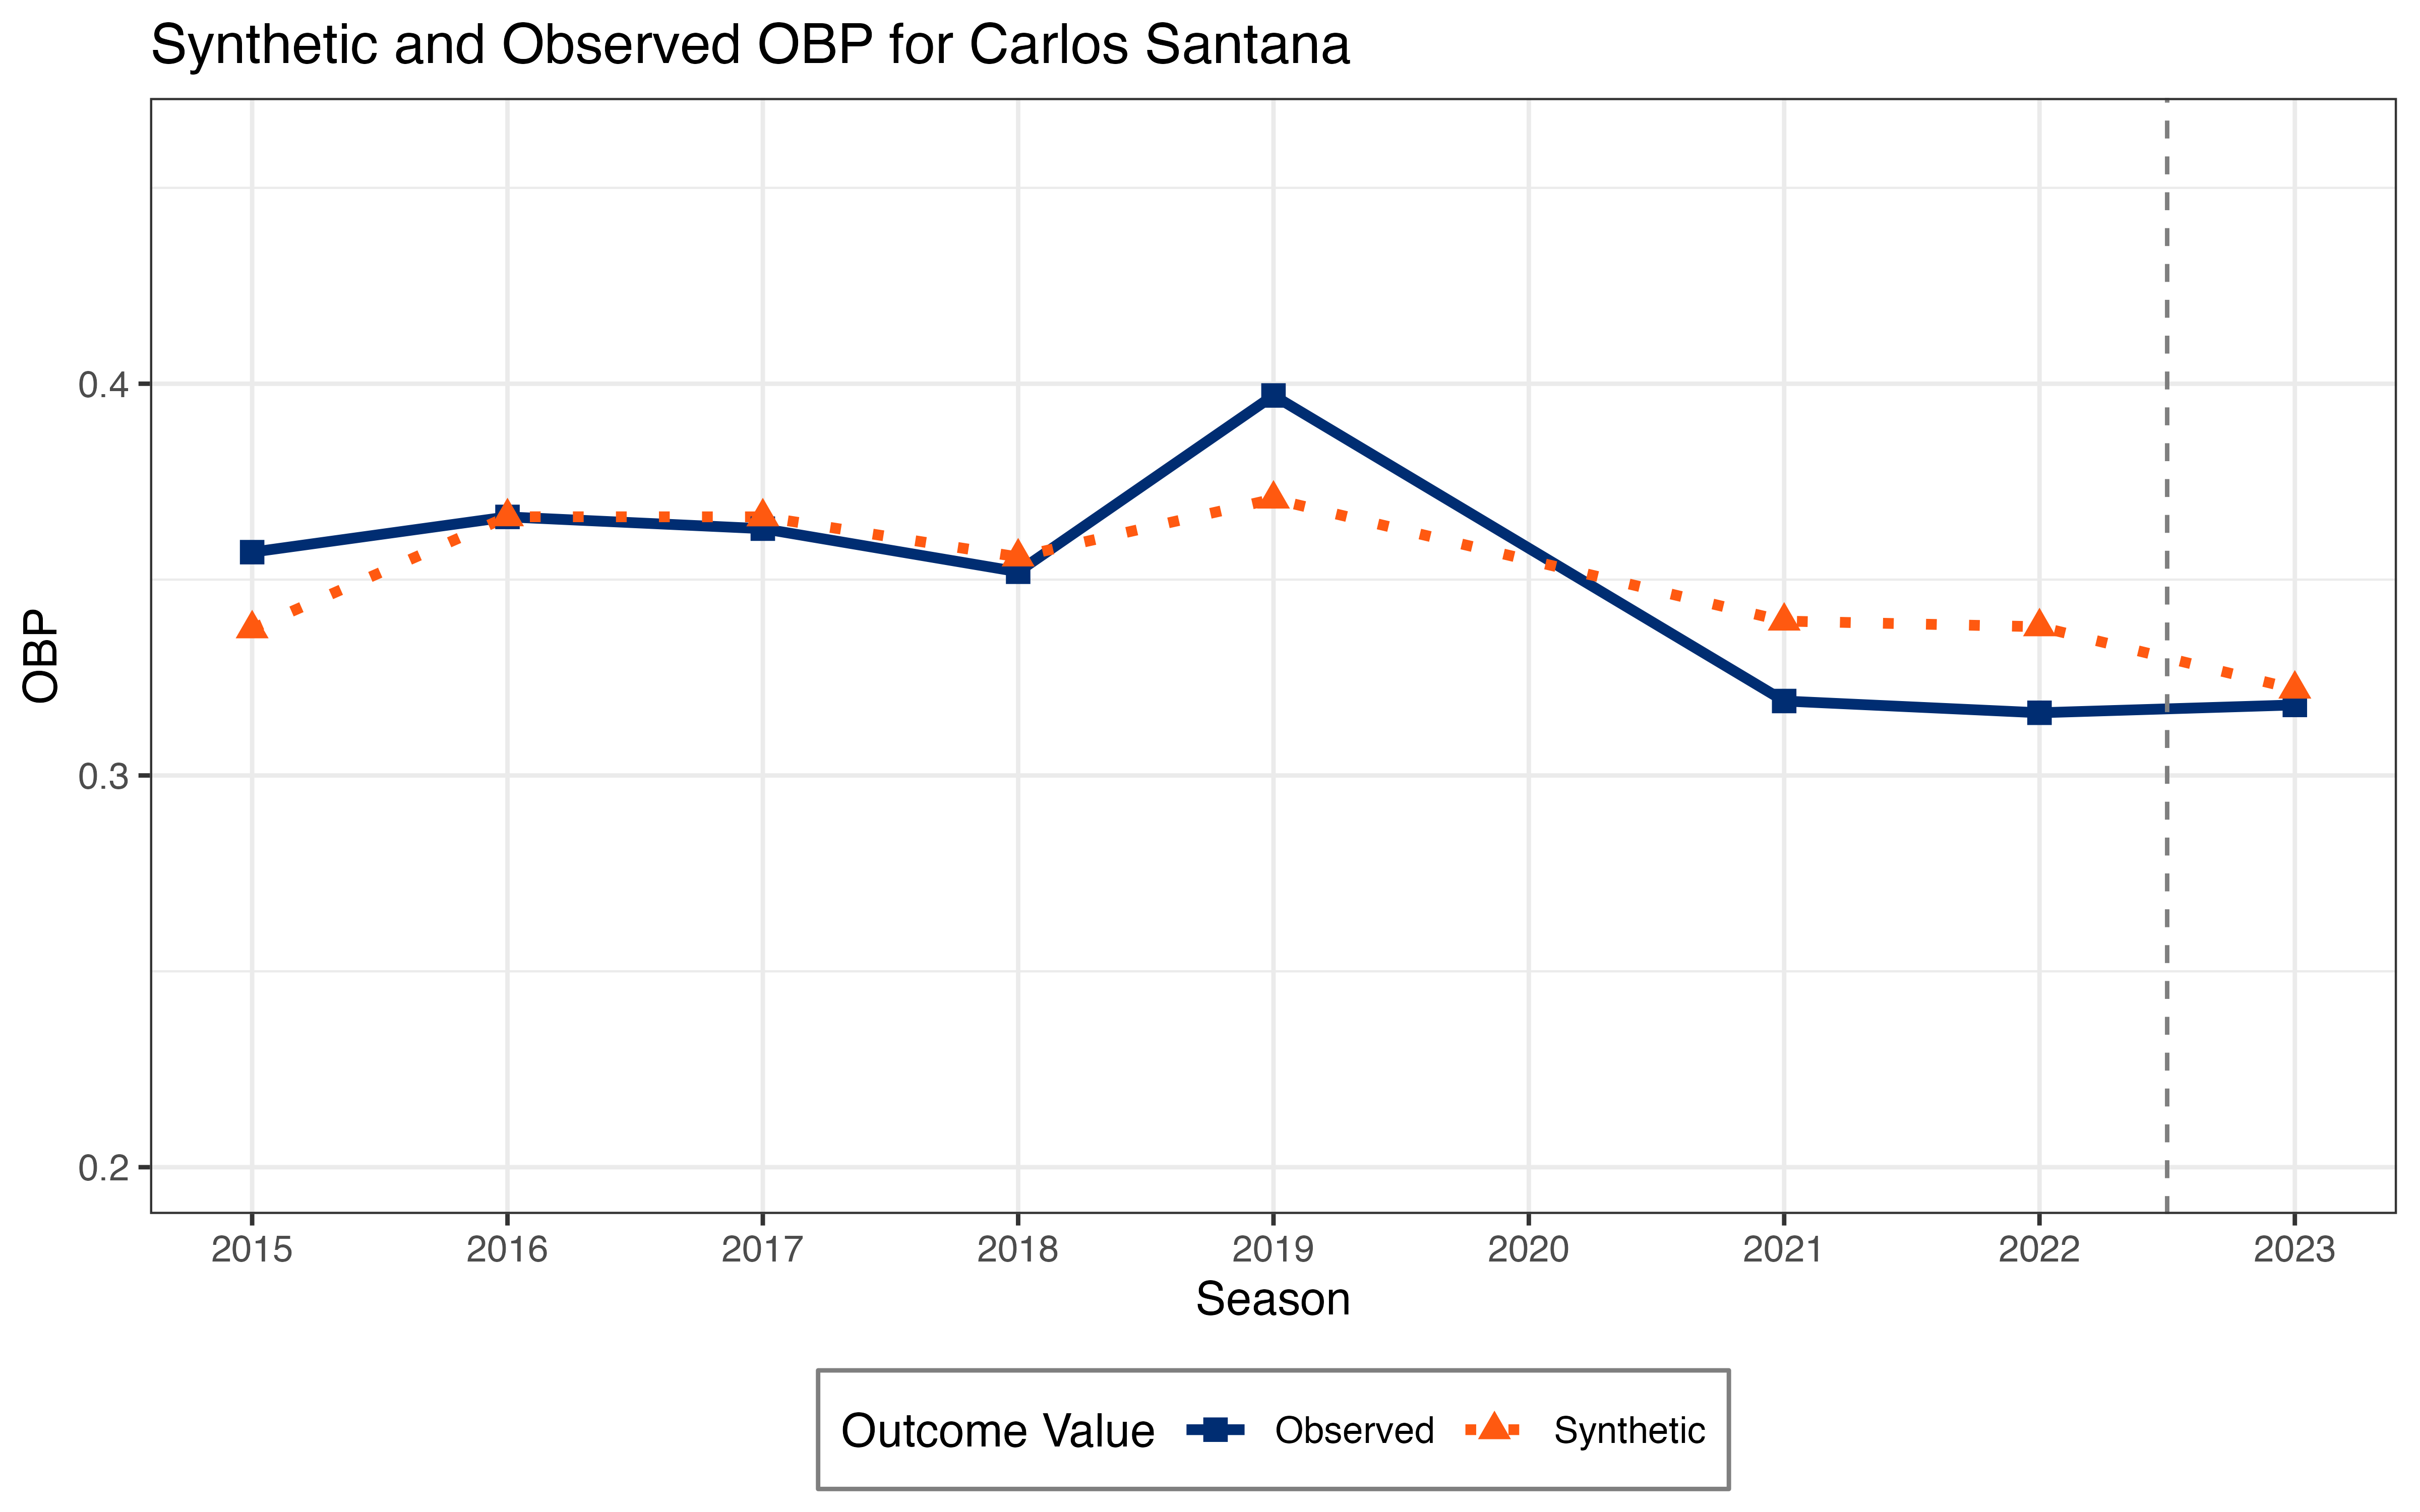 Synthetic and Observed OBP for Carlos Santana
OBP
0.4
0.3
0.2
2015 2016 2017 2018 2019 2020 2021 2022 2023
Season
Outcome Value Observed Synthetic